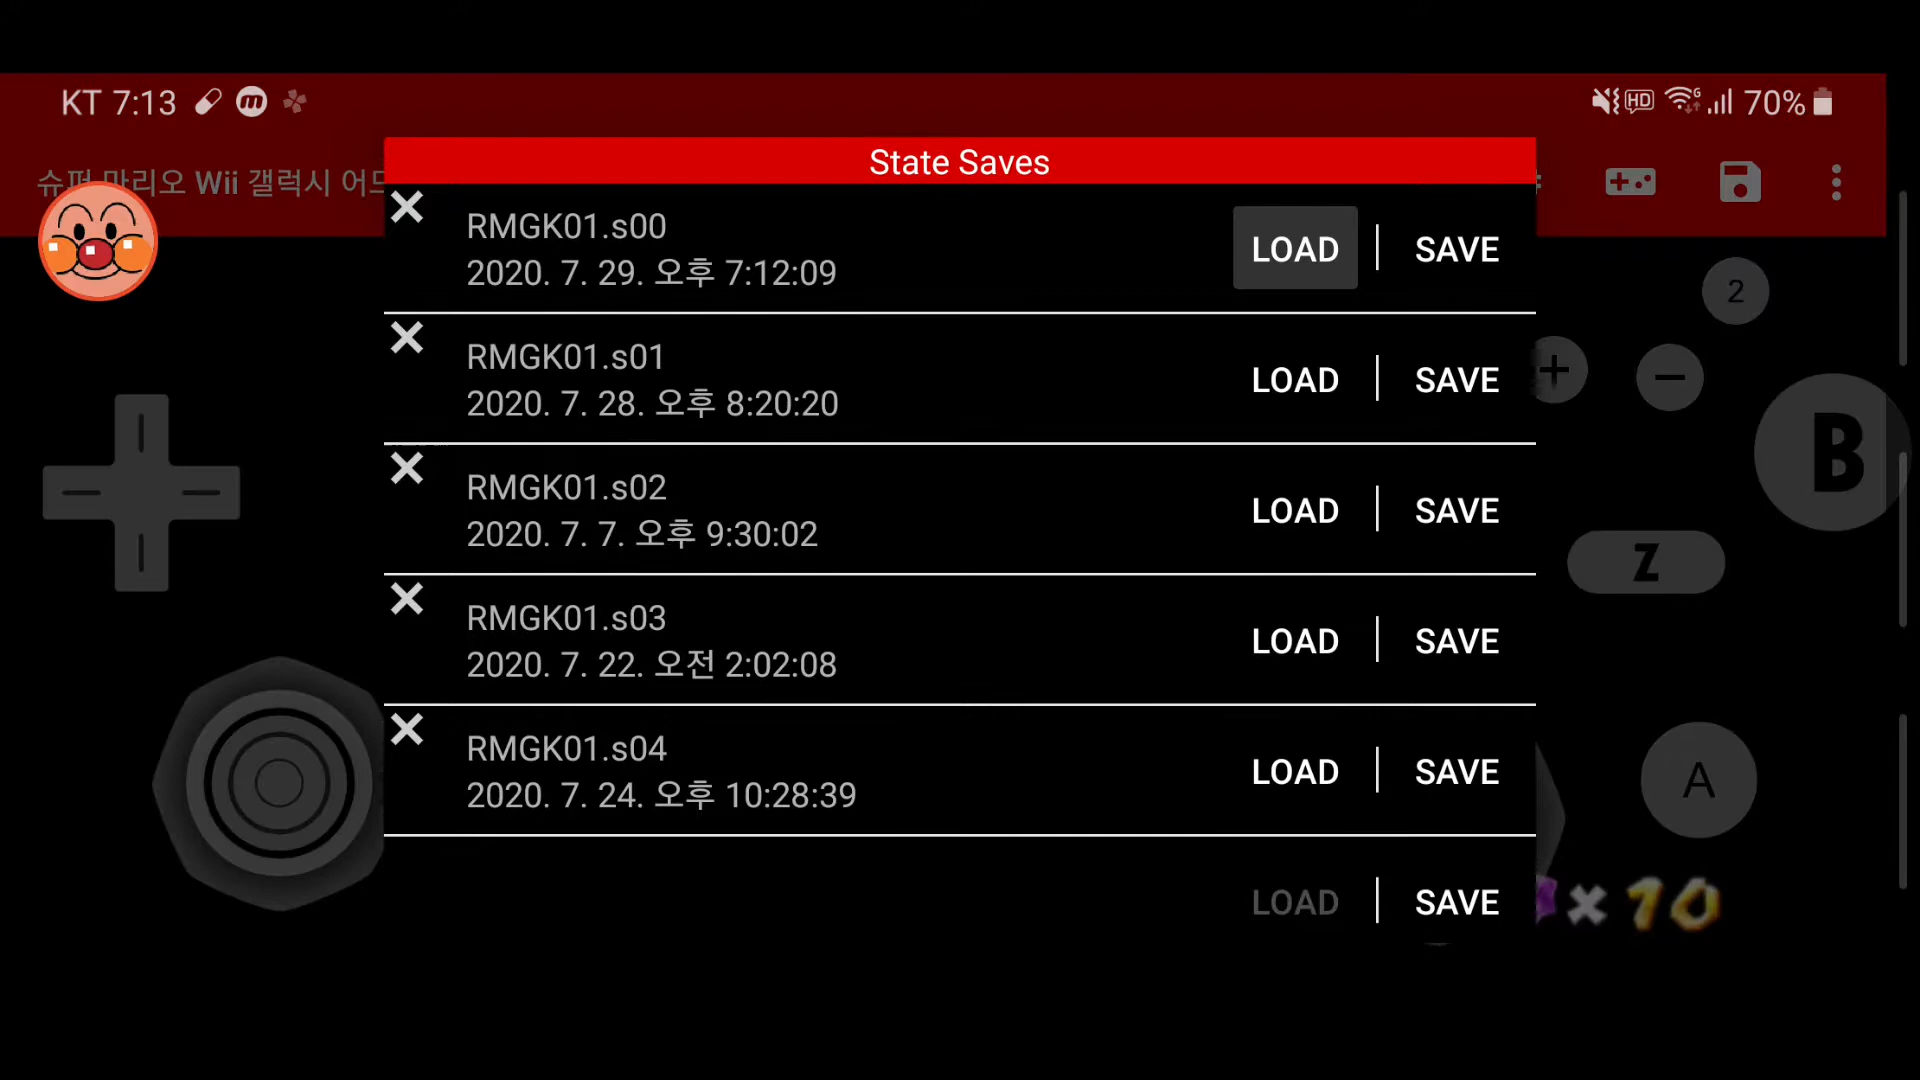 KT 7:13
HD
70%
슈퍼 마리오 Wii 갤럭시 어드
State Saves
RMGK01.s00
2020. 7. 29. 오후 7:12:09
LOAD
SAVE
RMGK01.s01
2020. 7. 28. 오후 8:20:20
LOAD
SAVE
RMGK01.s02
2020. 7. 7. 오후 9:30:02
LOAD
SAVE
RMGK01.s03
2020. 7. 22. 오전 2:02:08
LOAD
SAVE
RMGK01.s04
2020. 7. 24. 오후 10:28:39
LOAD
SAVE
LOAD
SAVE
2
B
Z
A
×10